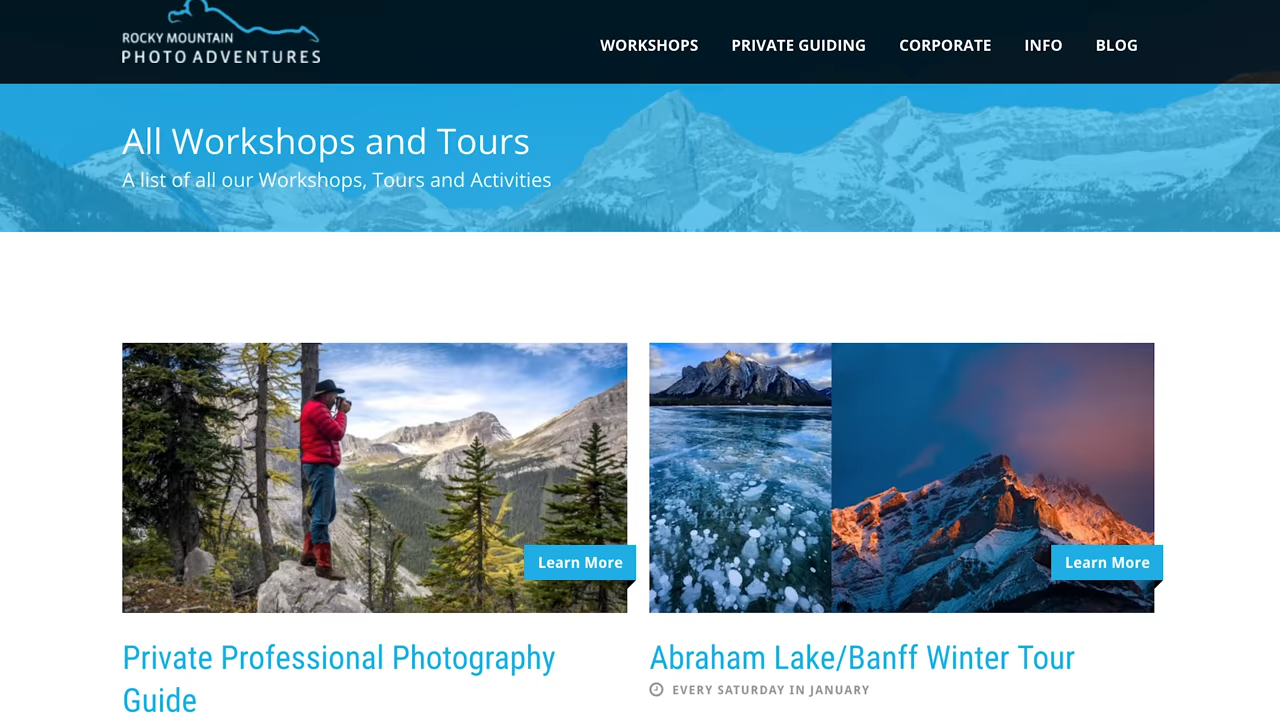 ROCKY MOUNTAIN
PHOTO ADVENTURES
WORKSHOPS
PRIVATE GUIDING
CORPORATE
INFO
BLOG
All Workshops and Tours
A list of all our Workshops, Tours and Activities
Learn More
Learn More
Private Professional Photography
Guide
Abraham Lake/Banff Winter Tour
EVERY SATURDAY IN JANUARY